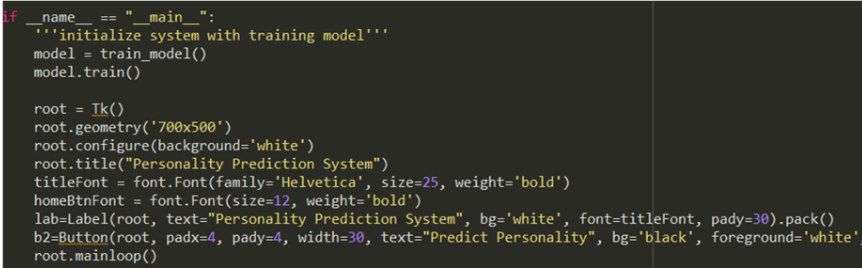 if __name__ == "__main__":
    '''initialize system with training model'''
    model = train_model()
    model.train()
    root = Tk()
    root.geometry('700x500')
    root.configure(background='white')
    root.title("Personality Prediction System")
    titleFont = font.Font(family='Helvetica', size=25, weight='bold')
    homeBtnFont = font.Font(size=12, weight='bold')
    lab=Label(root, text="Personality Prediction System", bg='white', font=titleFont, pady=30).pack()
    b2=Button(root, padx=4, pady=4, width=30, text="Predict Personality", bg='black', foreground='white',
    root.mainloop()